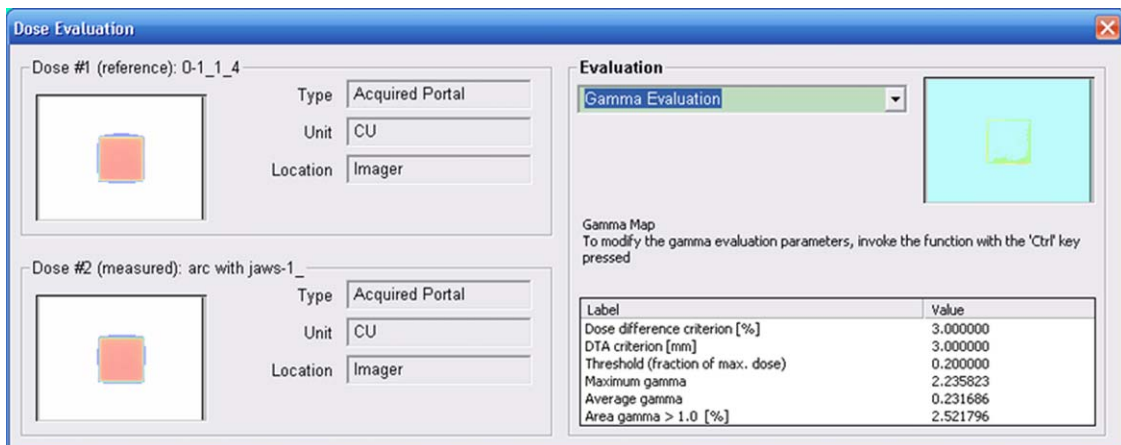 Dose Evaluation
Dose #1 (reference): 0-1_1_4
Type Acquired Portal
Unit CU
Location Imager
Dose #2 (measured): arc with jaws-1_
Type Acquired Portal
Unit CU
Location Imager
Evaluation
Gamma Evaluation
Gamma Map
To modify the gamma evaluation parameters, invoke the function with the 'Ctrl' key
pressed
Label Value
Dose difference criterion [%] 3.000000
DTA criterion [mm] 3.000000
Threshold (fraction of max. dose) 0.200000
Maximum gamma 2.235823
Average gamma 0.231686
Area gamma > 1.0 [%] 2.521796